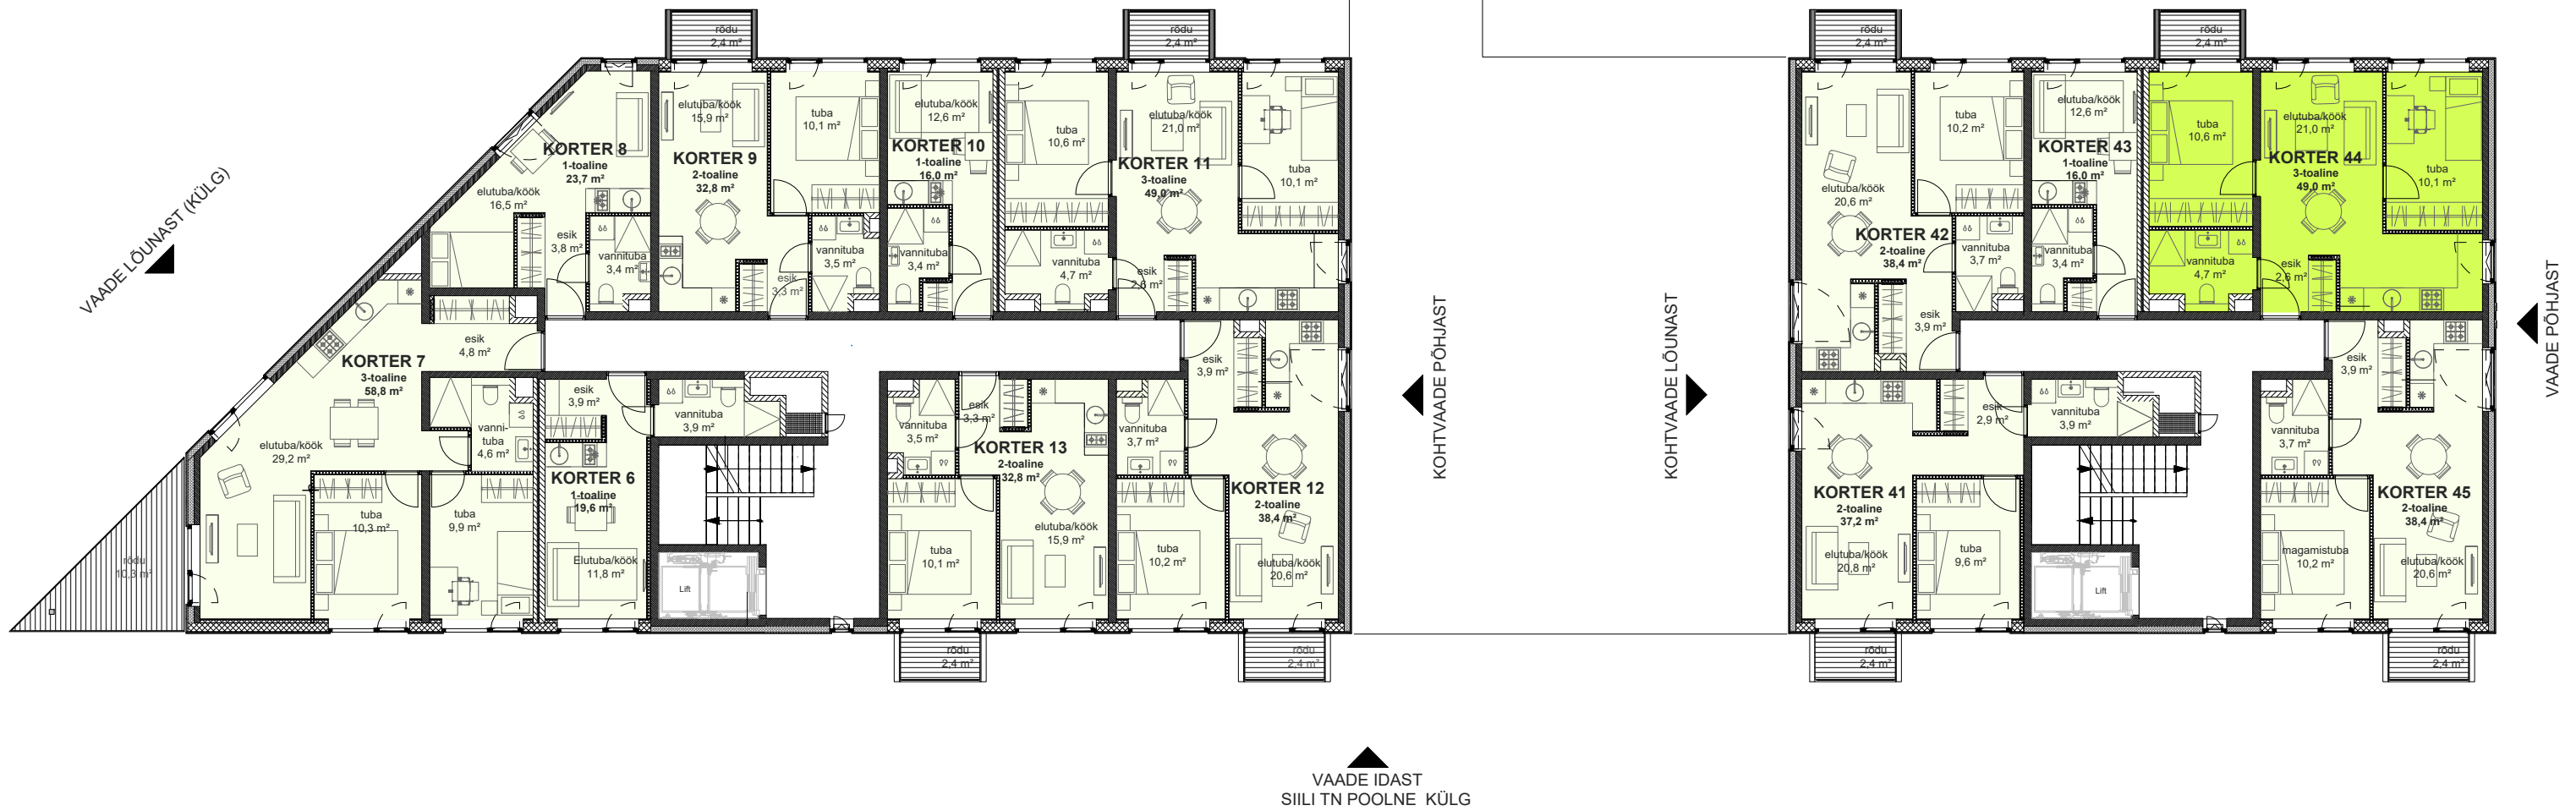 rõdu
2,4 m²
rõdu
2,4 m²
rõdu
2,4 m²
rõdu
2,4 m²
VAADE LÕUNAST (KÜLG)
KORTER 8
1-toaline
23,7 m²
elutuba/köök
16,5 m²
esik
3,8 m²
vannituba
3,4 m²
elutuba/köök
15,9 m²
KORTER 9
2-toaline
32,8 m²
tuba
10,1 m²
esik
3,3 m²
vannituba
3,5 m²
elutuba/köök
12,6 m²
KORTER 10
1-toaline
16,0 m²
vannituba
3,4 m²
tuba
10,6 m²
vannituba
4,7 m²
elutuba/köök
21,0 m²
KORTER 11
3-toaline
49,0 m²
esik
2,6 m²
tuba
10,1 m²
KORTER 7
3-toaline
58,8 m²
esik
4,8 m²
elutuba/köök
29,2 m²
vanni-
tuba
4,6 m²
tuba
10,3 m²
tuba
9,9 m²
rõdu
10,3 m²
esik
3,9 m²
KORTER 6
1-toaline
19,6 m²
Elutuba/köök
11,8 m²
vannituba
3,9 m²
Lift
vannituba
3,5 m²
esik
3,3 m²
KORTER 13
2-toaline
32,8 m²
tuba
10,1 m²
elutuba/köök
15,9 m²
rõdu
2,4 m²
vannituba
3,7 m²
esik
3,9 m²
KORTER 12
2-toaline
38,4 m²
tuba
10,2 m²
elutuba/köök
20,6 m²
rõdu
2,4 m²
KOHTVAADE PÕHJAST
KOHTVAADE LÕUNAST
elutuba/köök
20,6 m²
KORTER 42
2-toaline
38,4 m²
tuba
10,2 m²
vannituba
3,7 m²
esik
3,9 m²
elutuba/köök
12,6 m²
KORTER 43
1-toaline
16,0 m²
vannituba
3,4 m²
tuba
10,6 m²
vannituba
4,7 m²
elutuba/köök
21,0 m²
KORTER 44
3-toaline
49,0 m²
esik
2,6 m²
tuba
10,1 m²
esik
2,9 m²
KORTER 41
2-toaline
37,2 m²
elutuba/köök
20,8 m²
tuba
9,6 m²
rõdu
2,4 m²
vannituba
3,9 m²
Lift
vannituba
3,7 m²
esik
3,9 m²
KORTER 45
2-toaline
38,4 m²
magamistuba
10,2 m²
elutuba/köök
20,6 m²
rõdu
2,4 m²
VAADE PÕHJAST
VAADE IDAST
SIILI TN POOLNE KÜLG